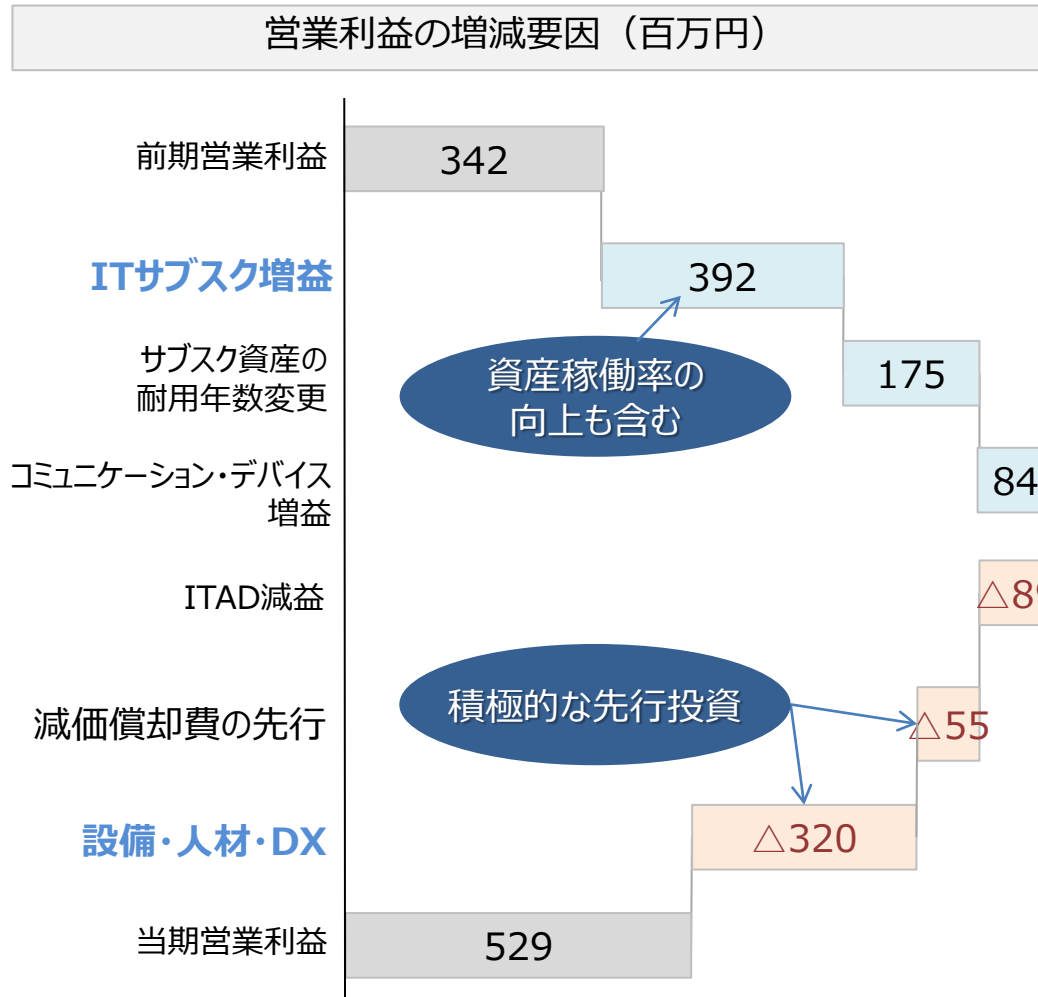 営業利益の増減要因（百万円）
前期営業利益
342
ITサブスク増益
392
サブスク資産の
耐用年数変更
175
資産稼働率の
向上も含む
コミュニケーション・デバイス
増益
84
ITAD減益
減価償却費の先行
△55
積極的な先行投資
設備・人材・DX
△320
当期営業利益
529